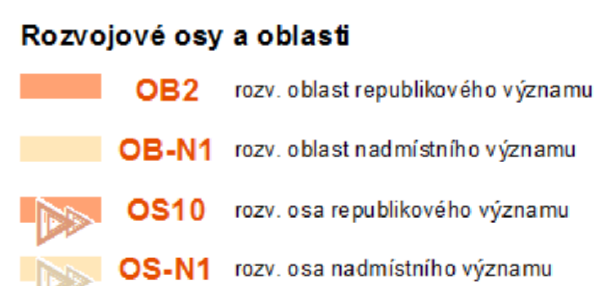 Rozvojové osy a oblasti
OB2 rozv. oblast republikového významu
OB-N1 rozv. oblast nadmístního významu
OS10 rozv. osa republikového významu
OS-N1 rozv. osa nadmístního významu